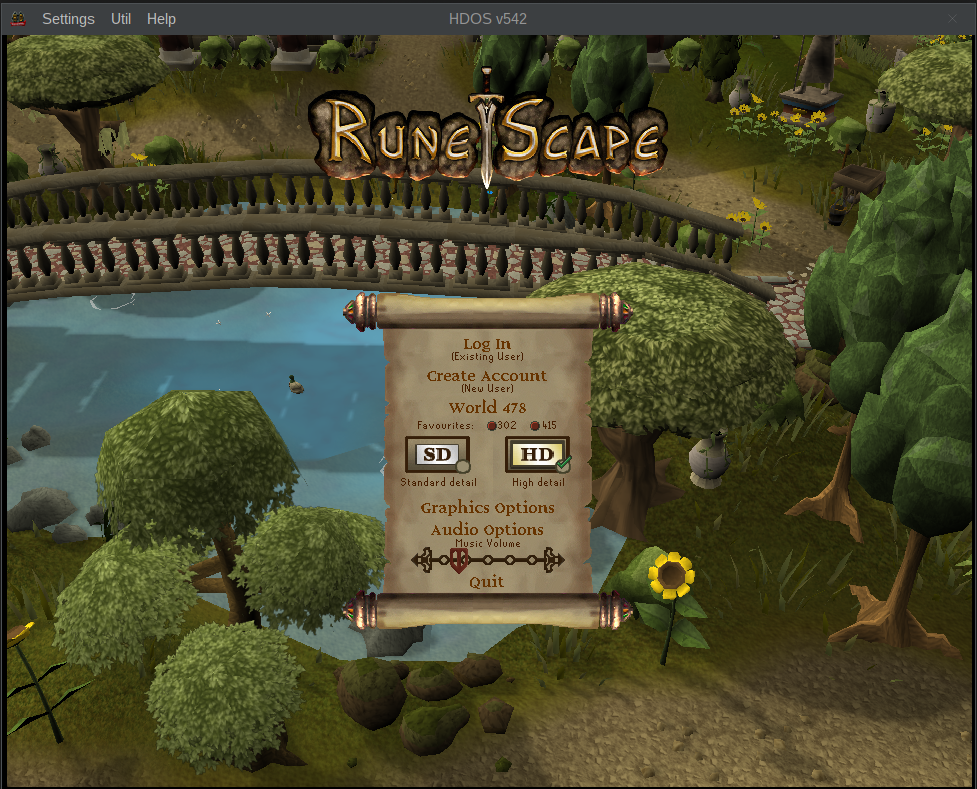 Settings Util Help
HDOS v542
RUNESCAPE
Log In
(Existing User)
Create Account
(New User)
World 478
Favourites: 302 415
SD HD
Standard detail High detail
Graphics Options
Audio Options
Music Volume
Quit